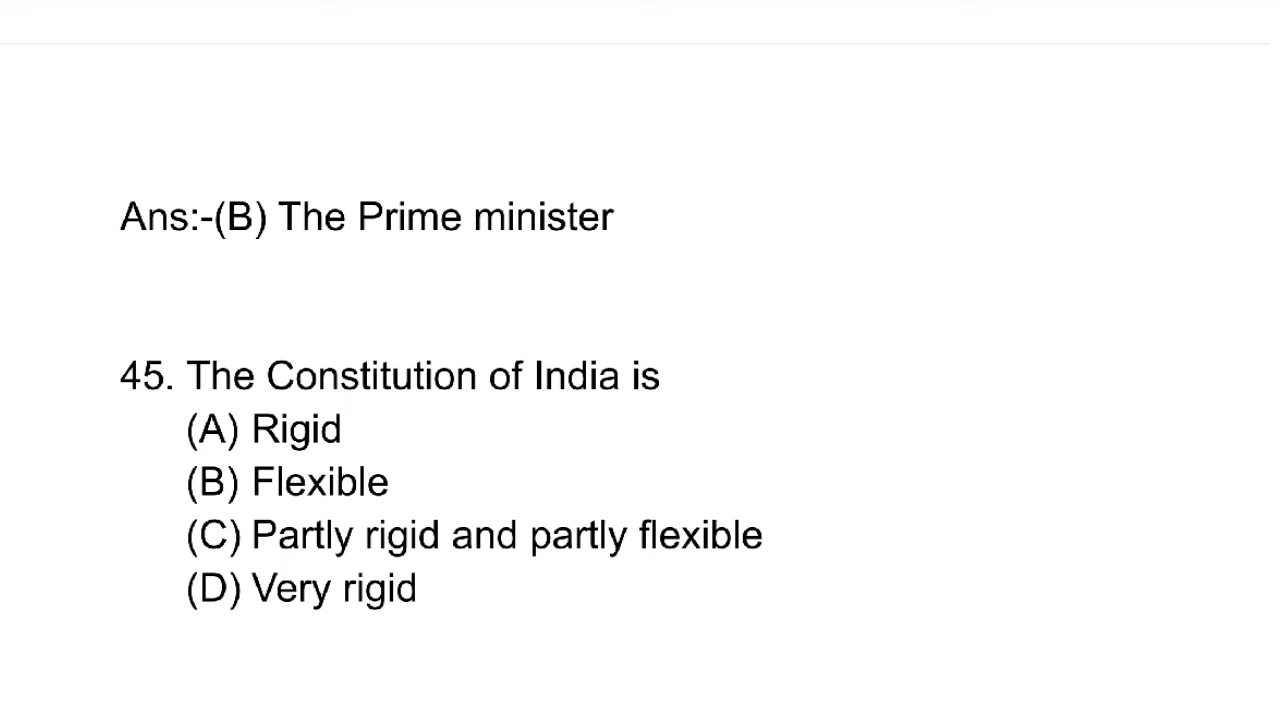 Ans:-(B) The Prime minister
45. The Constitution of India is
(A) Rigid
(B) Flexible
(C) Partly rigid and partly flexible
(D) Very rigid